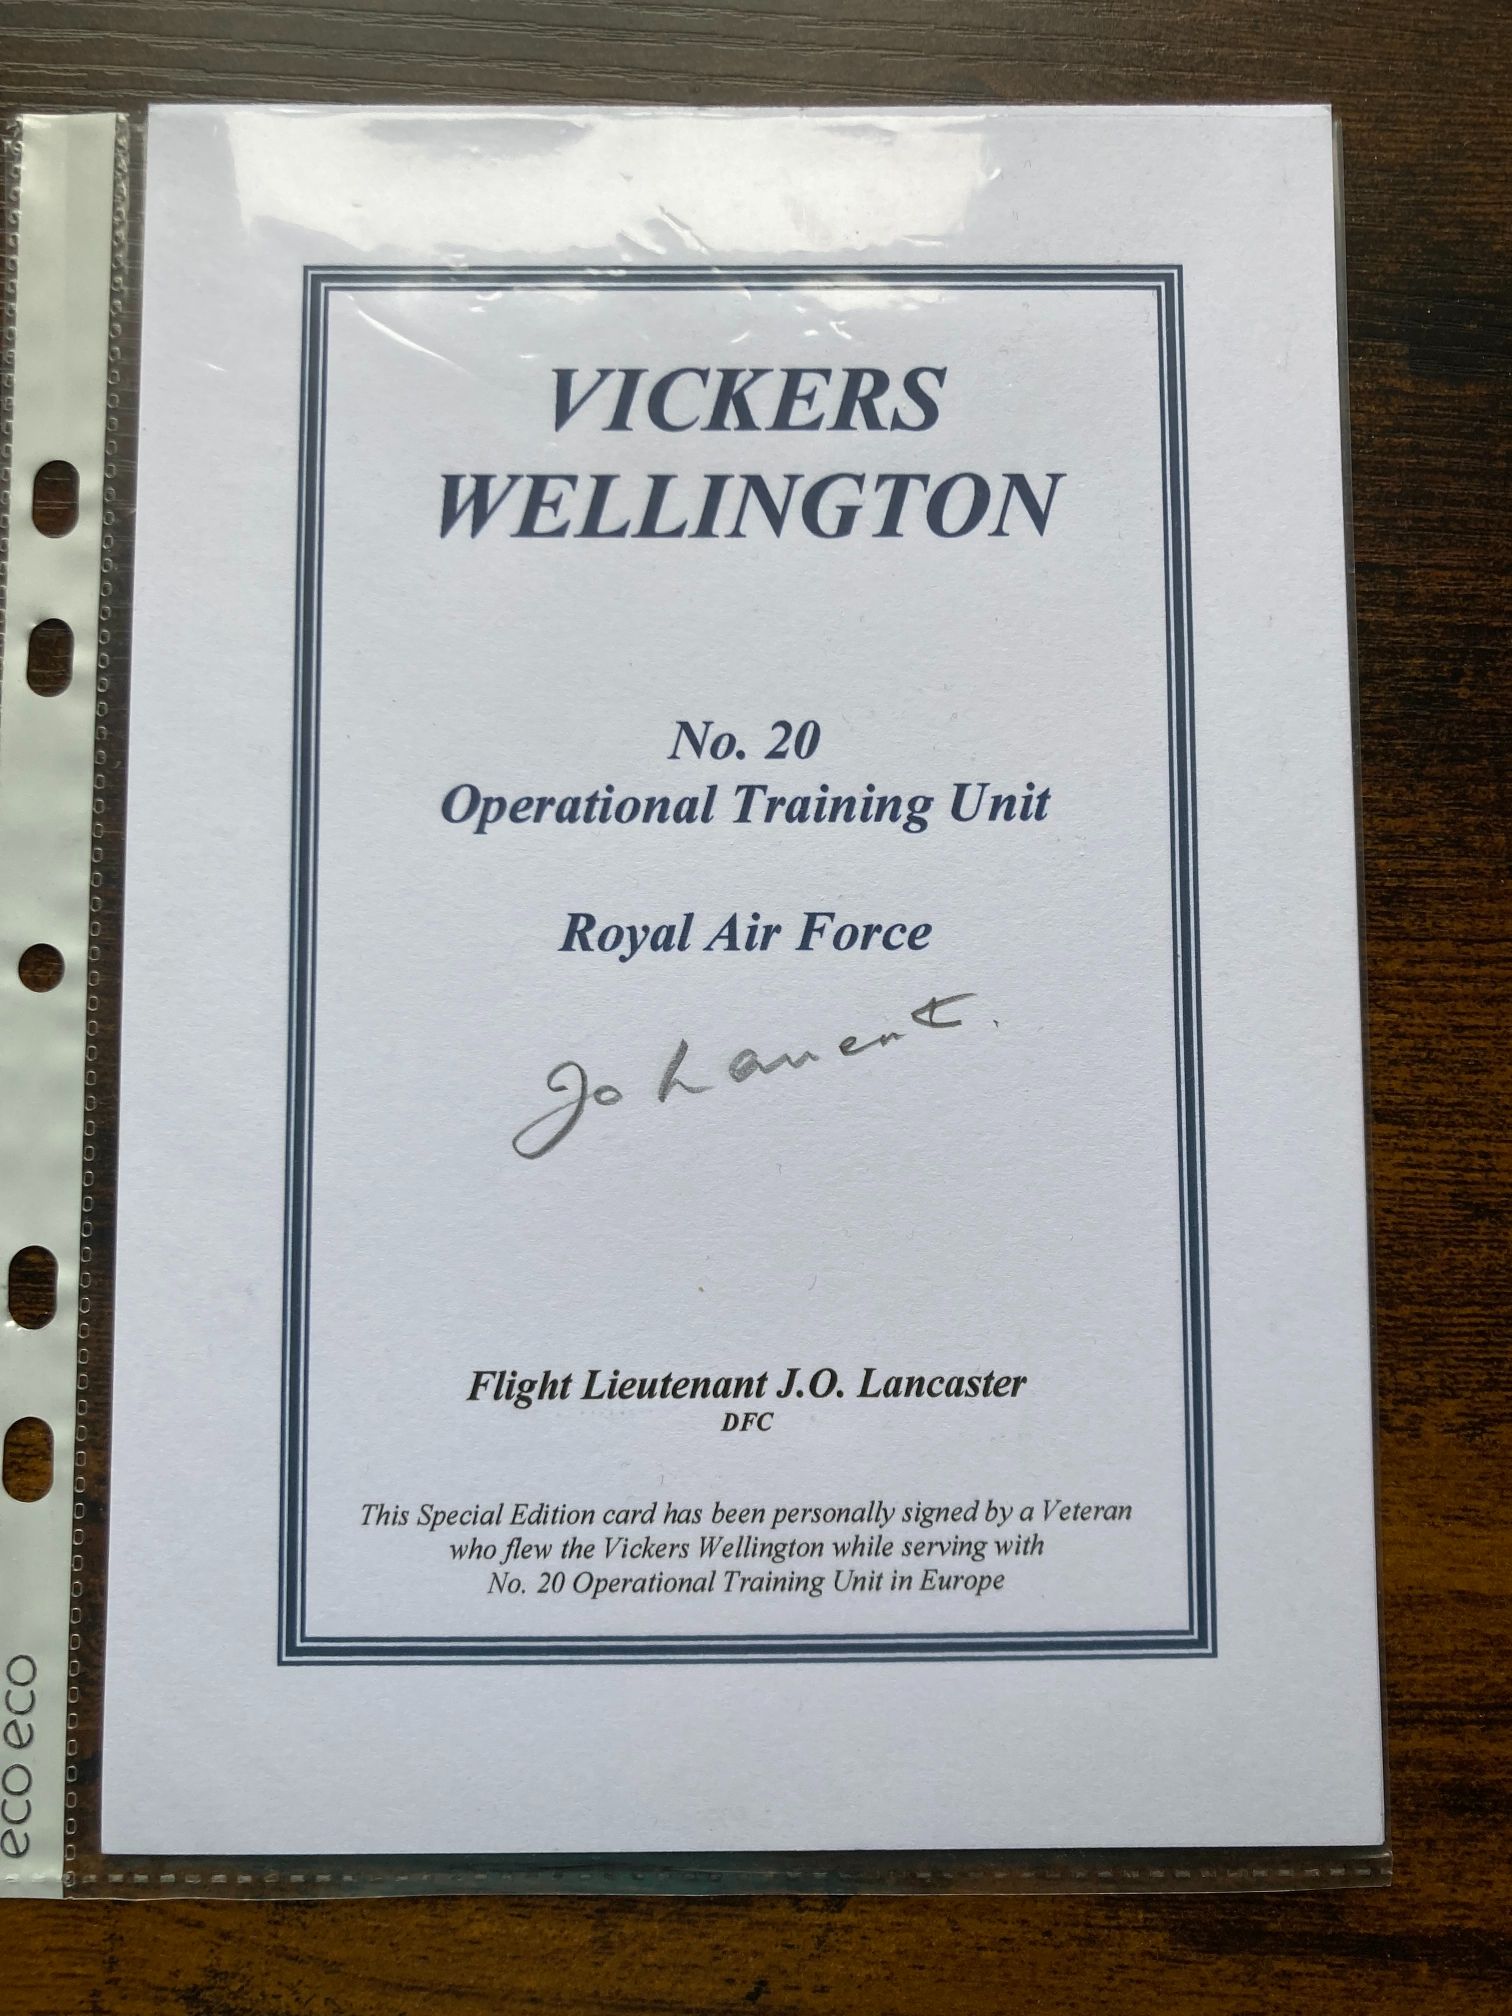 VICKERS
WELLINGTON
No. 20
Operational Training Unit
Royal Air Force
Flight Lieutenant J.O. Lancaster
DFC
This Special Edition card has been personally signed by a Veteran
who flew the Vickers Wellington while serving with
No. 20 Operational Training Unit in Europe
eco eco